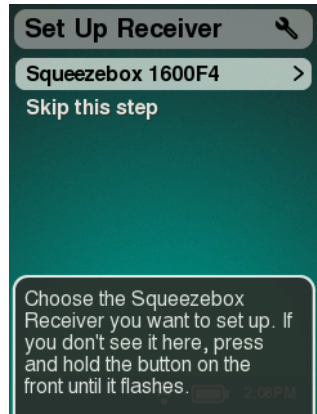 Set Up Receiver
Squeezebox 1600F4
Skip this step
Choose the Squeezebox
Receiver you want to set up. If
you don't see it here, press
and hold the button on the
front until it flashes.
2:06PM